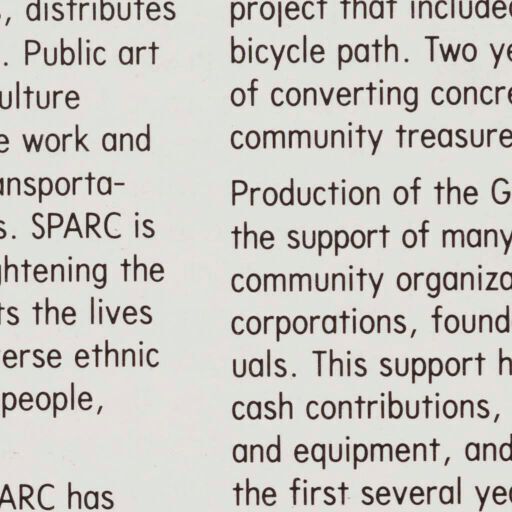 , distributes
. Public art
ulture
work and
ansporta-
s. SPARC is
ghtening the
ts the lives
erse ethnic
people,
ARC has
project that included
bicycle path. Two ye
of converting concre
community treasure
Production of the G
the support of many
community organiza
corporations, found
uals. This support h
cash contributions,
and equipment, and
the first several yea